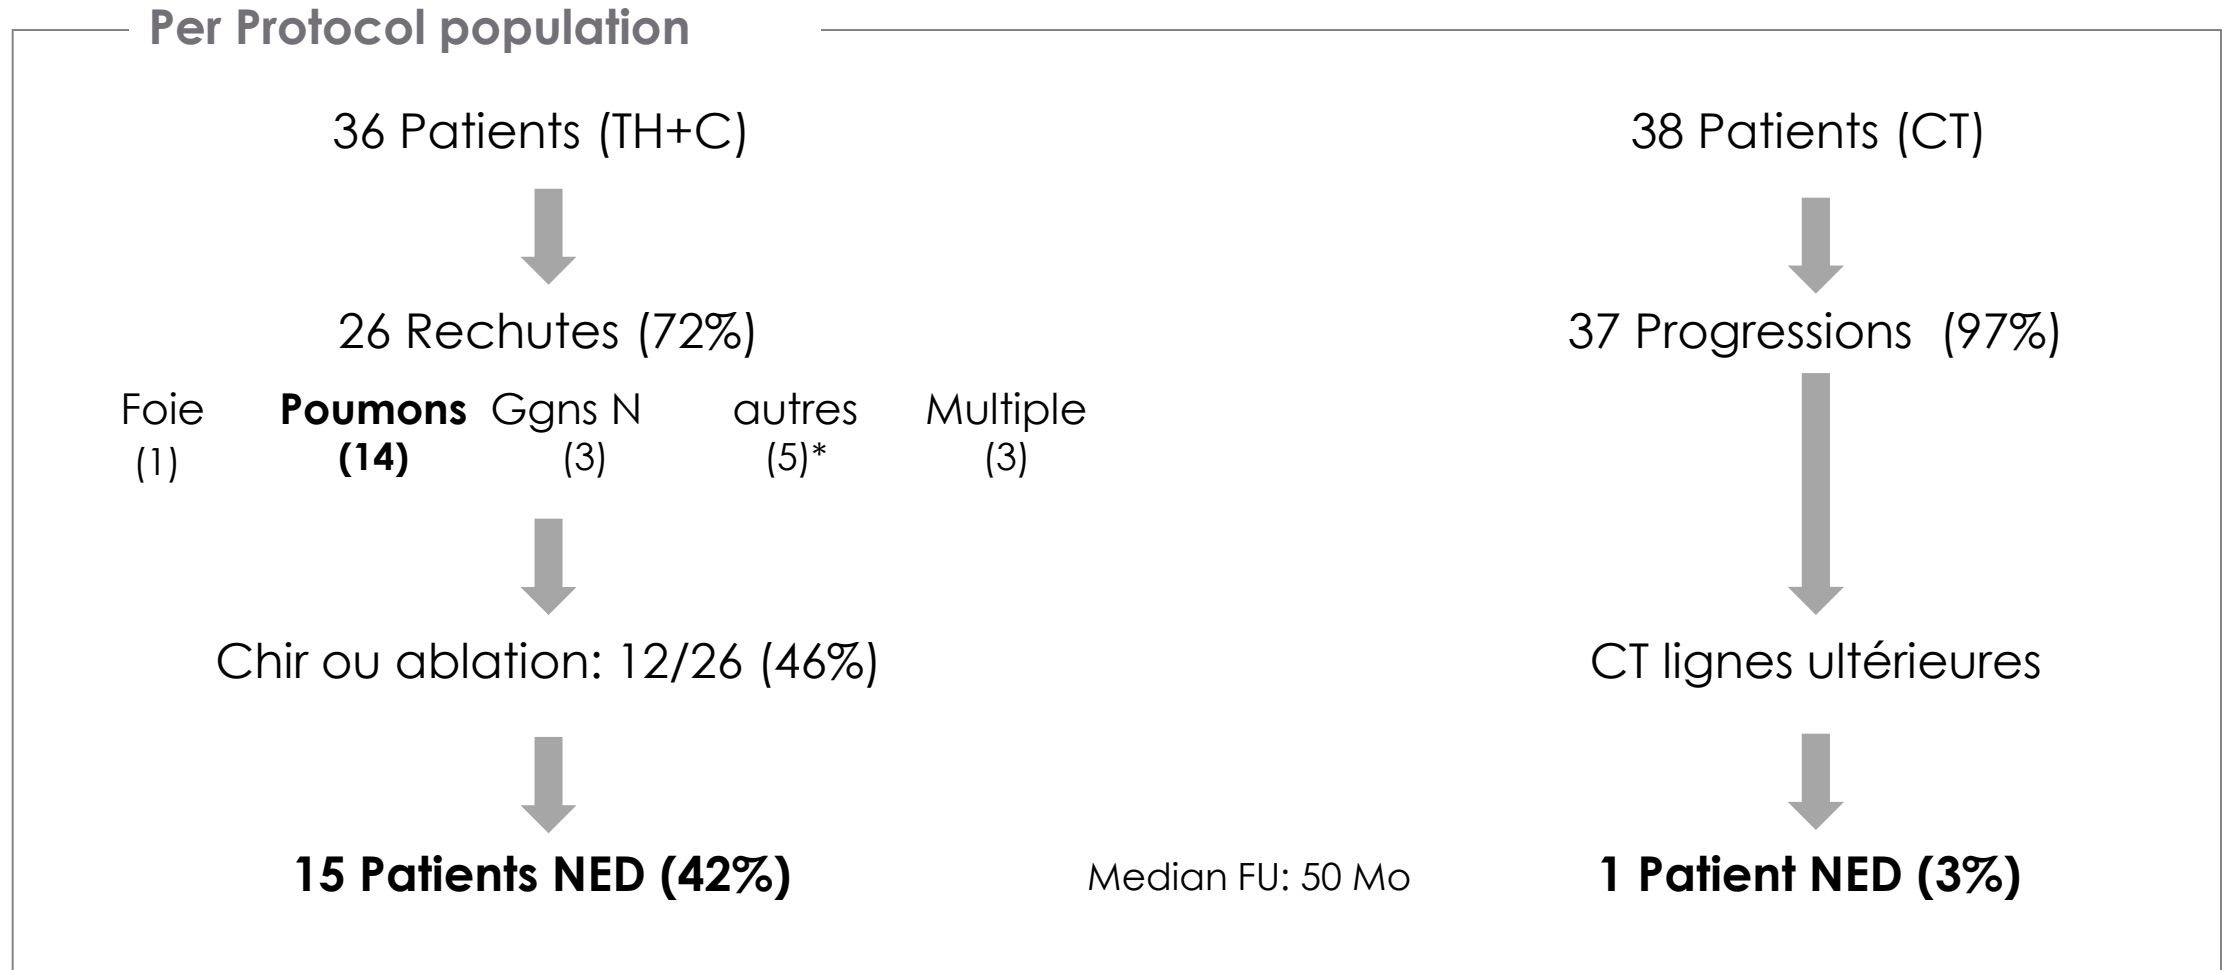 Per Protocol population
36 Patients (TH+C)
38 Patients (CT)
26 Rechutes (72%)
37 Progressions (97%)
Foie Poumons Ggns N autres Multiple
(1) (14) (3) (5)* (3)
Chir ou ablation: 12/26 (46%)
CT lignes ultérieures
15 Patients NED (42%)
Median FU: 50 Mo
1 Patient NED (3%)